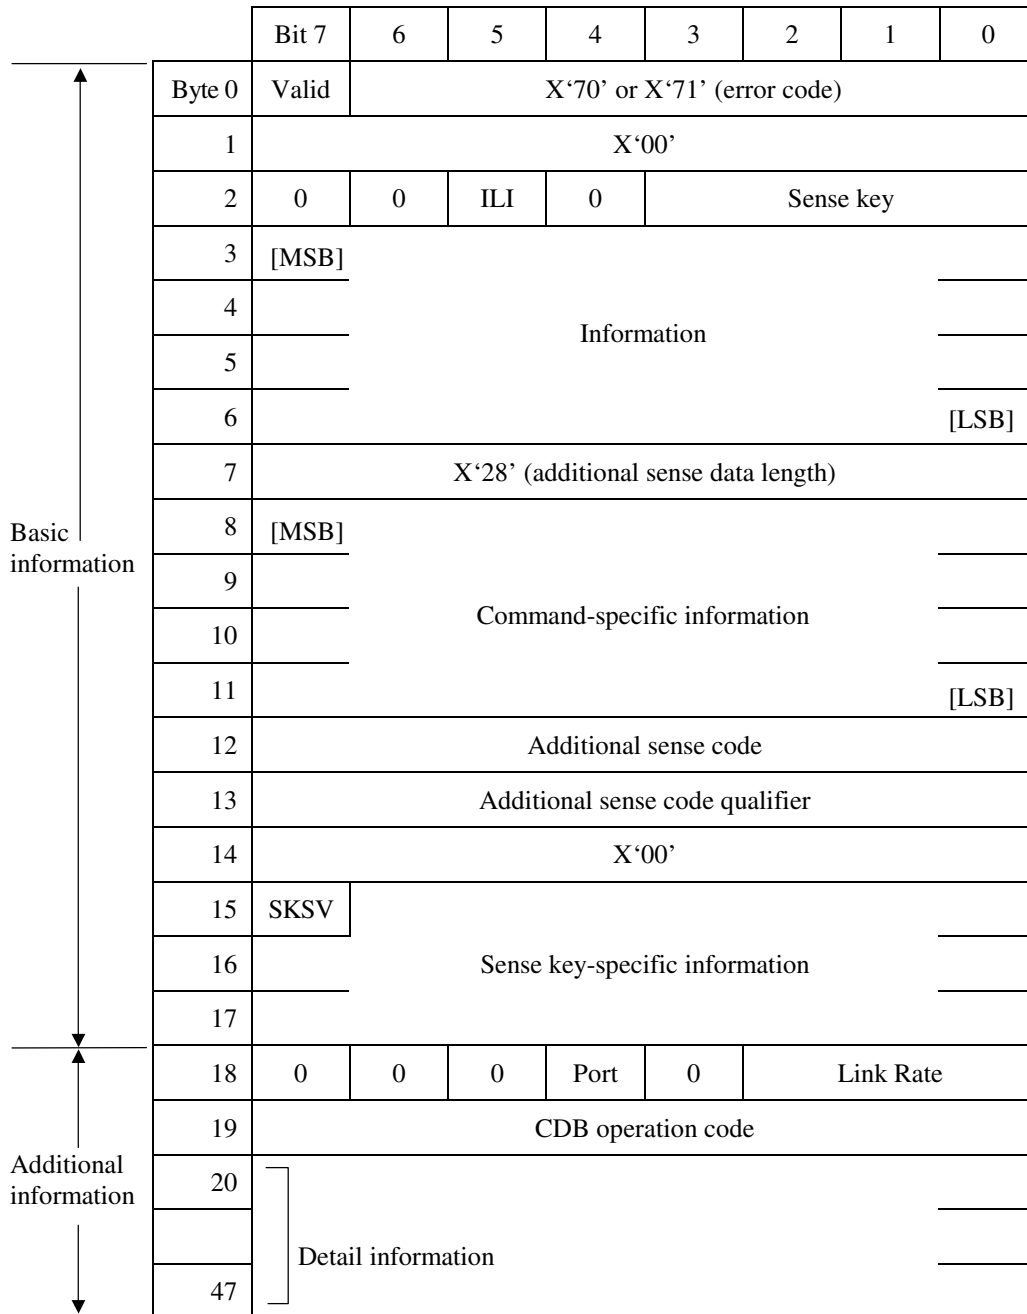 Bit 7 6 5 4 3 2 1 0
Byte 0 Valid X‘70’ or X‘71’ (error code)
1 X‘00’
2 0 0 ILI 0 Sense key
3 [MSB]
4
Information
5
6 [LSB]
7 X‘28’ (additional sense data length)
Basic
information
8 [MSB]
9
Command-specific information
10
11 [LSB]
12 Additional sense code
13 Additional sense code qualifier
14 X‘00’
15 SKSV
16 Sense key-specific information
17
18 0 0 0 Port 0 Link Rate
19 CDB operation code
Additional
information
20
Detail information
47